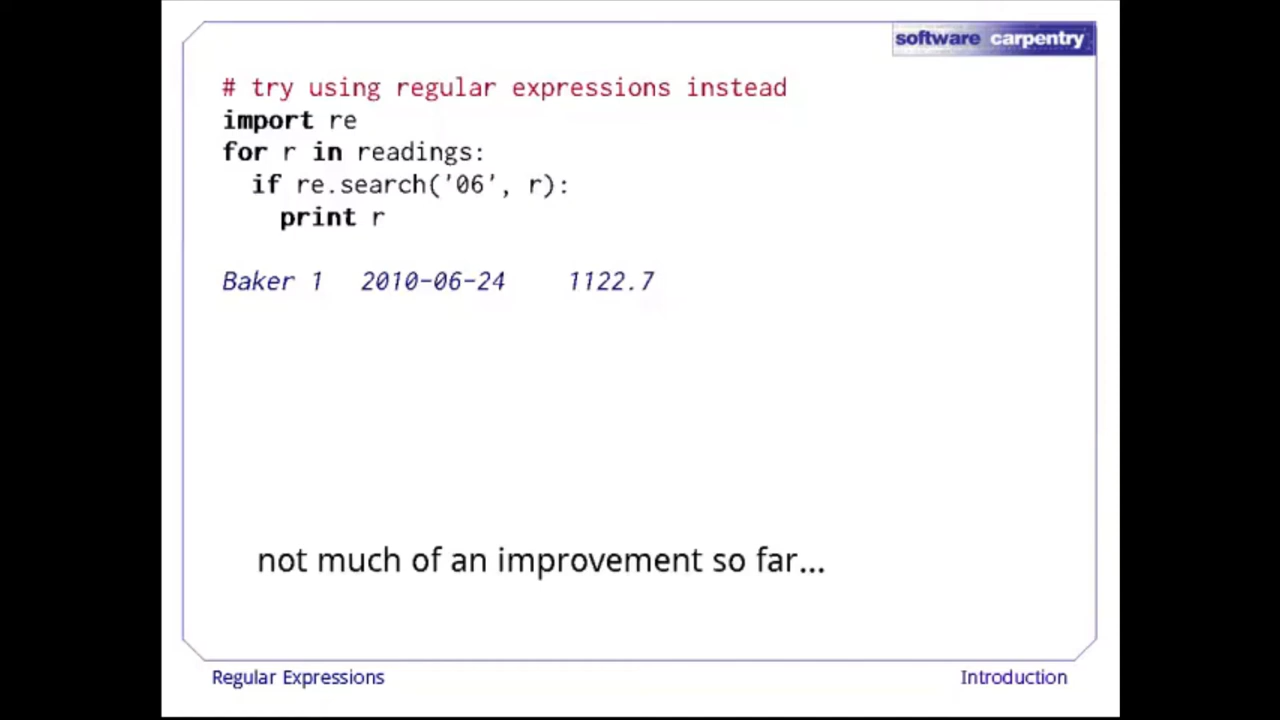 software carpentry
# try using regular expressions instead
import re
for r in readings:
  if re.search('06', r):
    print r
Baker 1  2010-06-24    1122.7
not much of an improvement so far...
Regular Expressions
Introduction